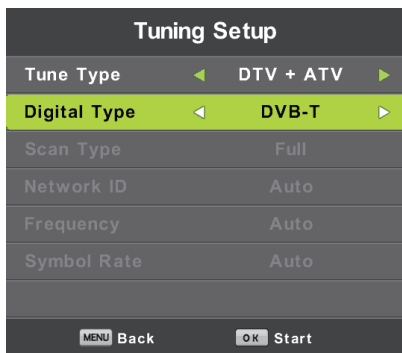 Tuning Setup
Tune Type DTV + ATV
Digital Type DVB-T
Scan Type Full
Network ID Auto
Frequency Auto
Symbol Rate Auto
MENU Back OK Start